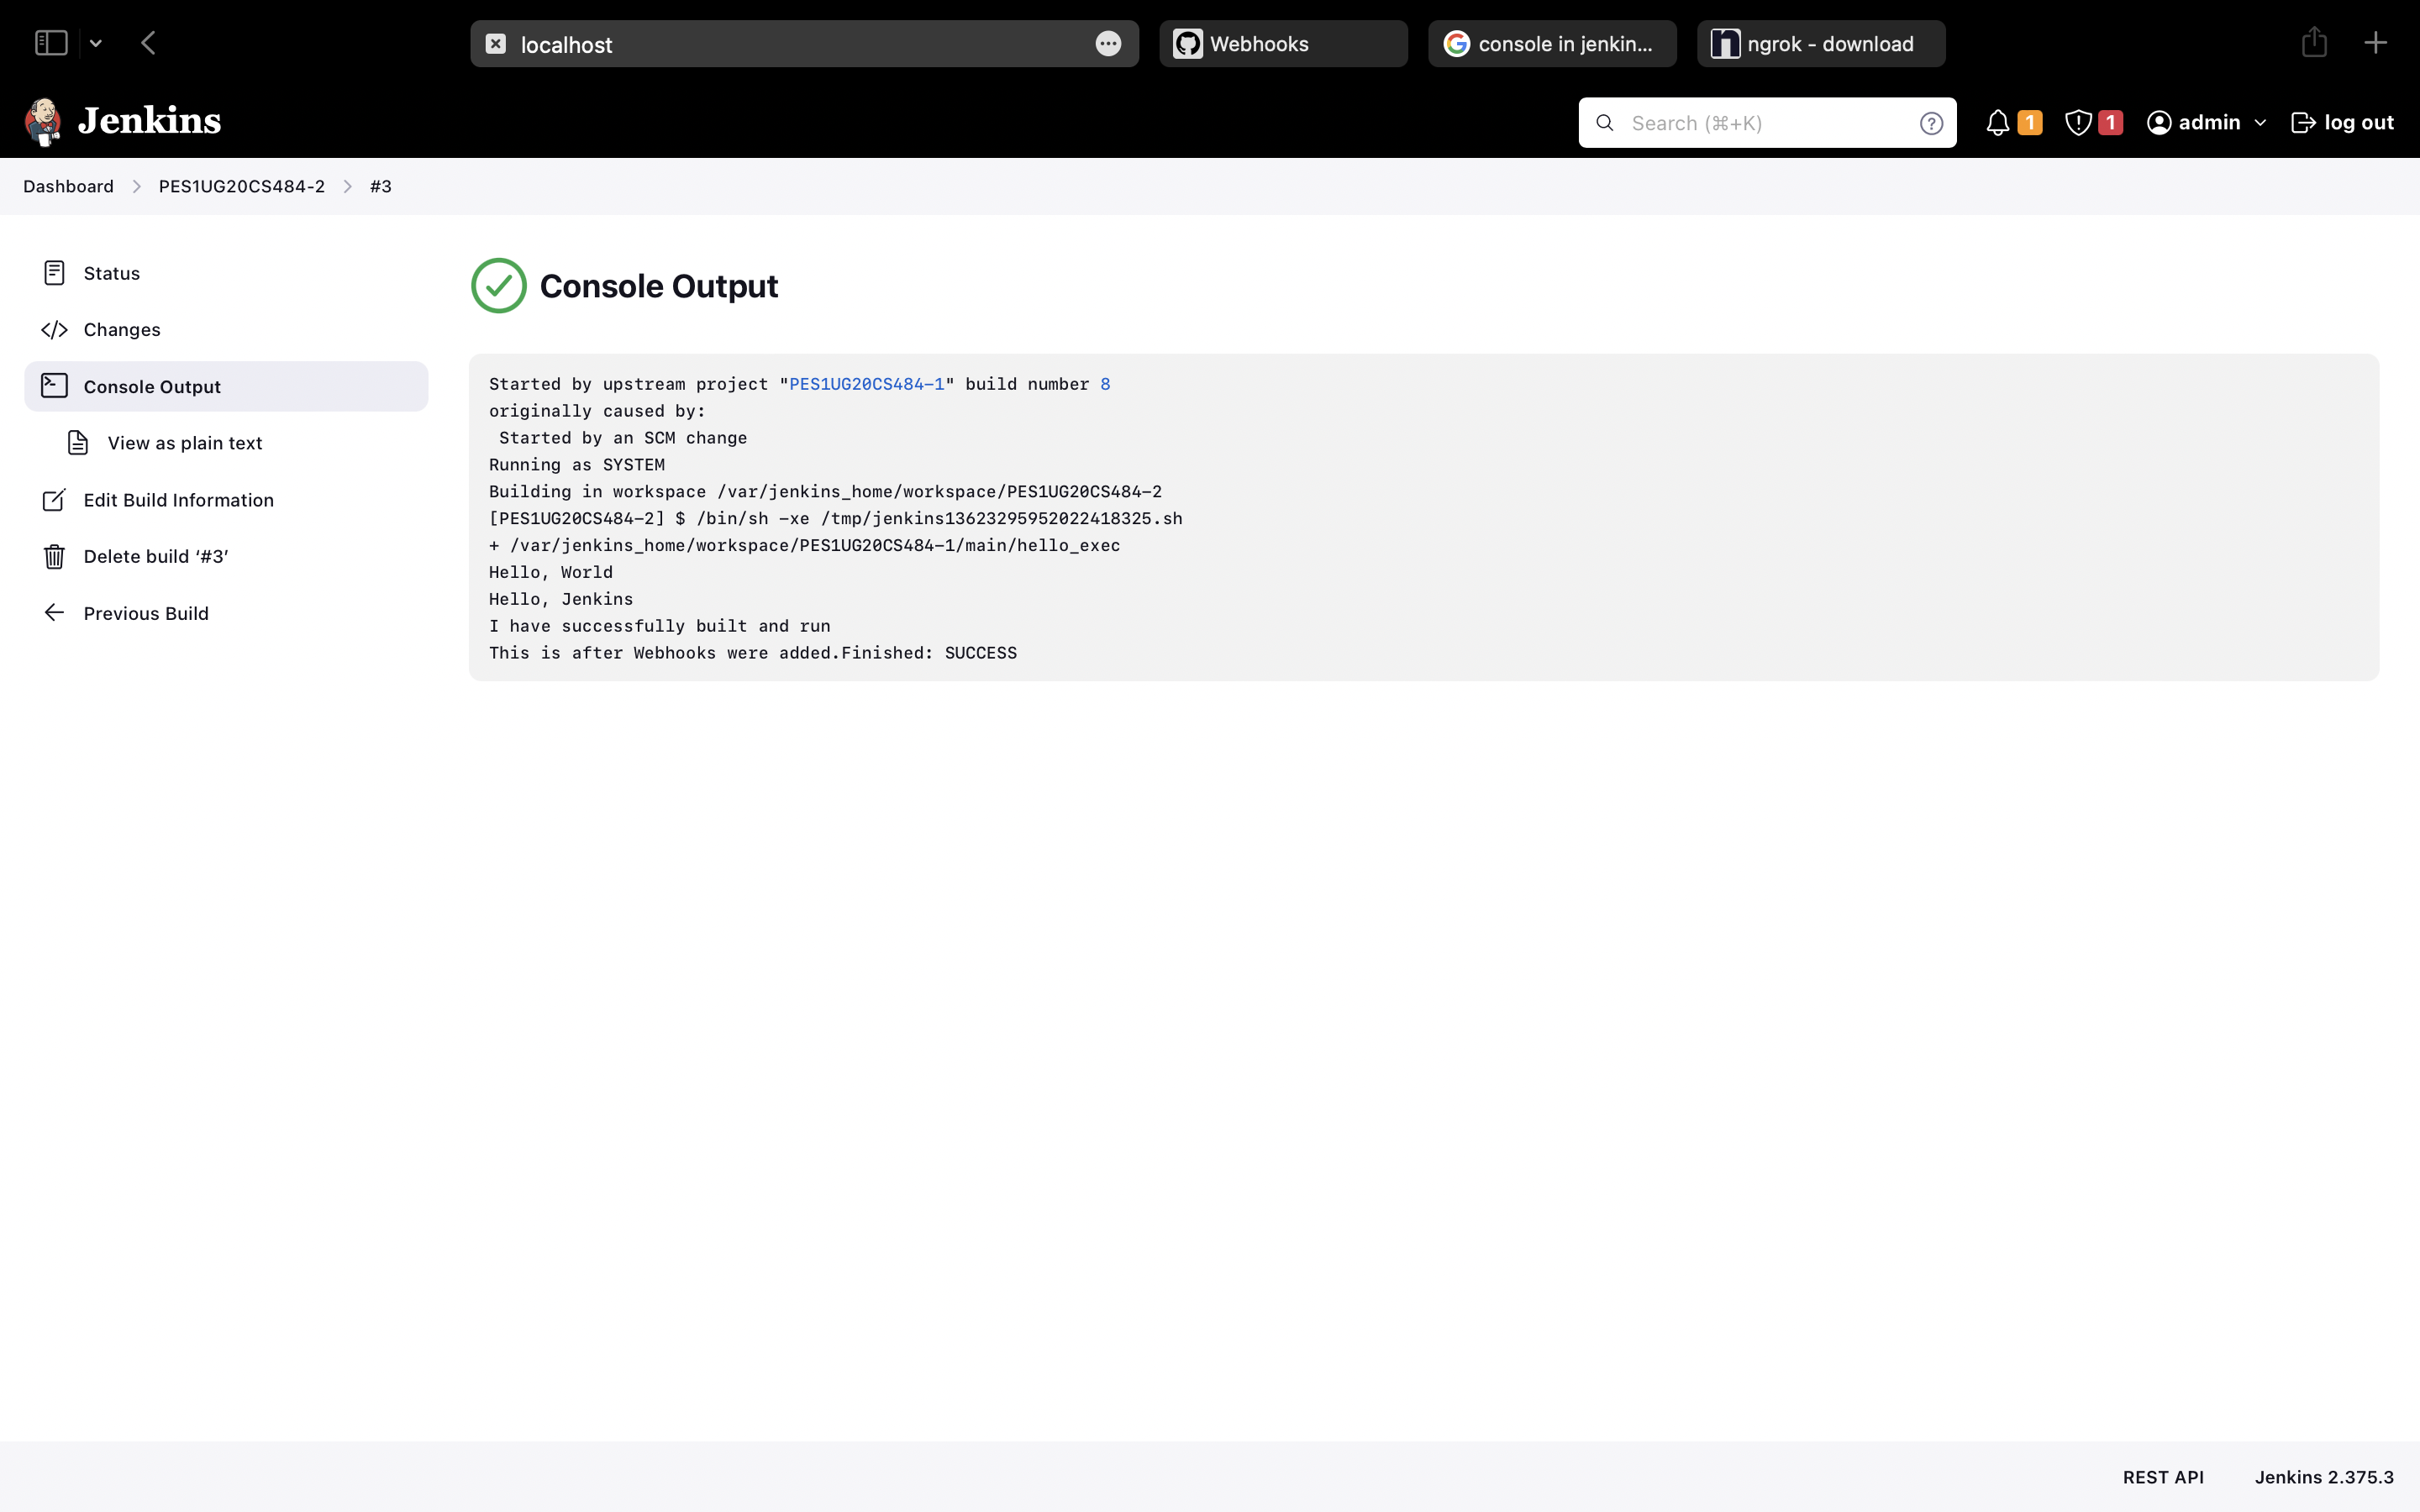 localhost
Webhooks
console in jenkin...
ngrok - download
Jenkins
Search (⌘+K)
1
1
admin
log out
Dashboard
PES1UG20CS484-2
#3
Status
Changes
Console Output
View as plain text
Edit Build Information
Delete build ‘#3’
Previous Build
Console Output
Started by upstream project "PES1UG20CS484-1" build number 8
originally caused by:
Started by an SCM change
Running as SYSTEM
Building in workspace /var/jenkins_home/workspace/PES1UG20CS484-2
[PES1UG20CS484-2] $ /bin/sh -xe /tmp/jenkins13623295952022418325.sh
+ /var/jenkins_home/workspace/PES1UG20CS484-1/main/hello_exec
Hello, World
Hello, Jenkins
I have successfully built and run
This is after Webhooks were added.Finished: SUCCESS
REST API
Jenkins 2.375.3